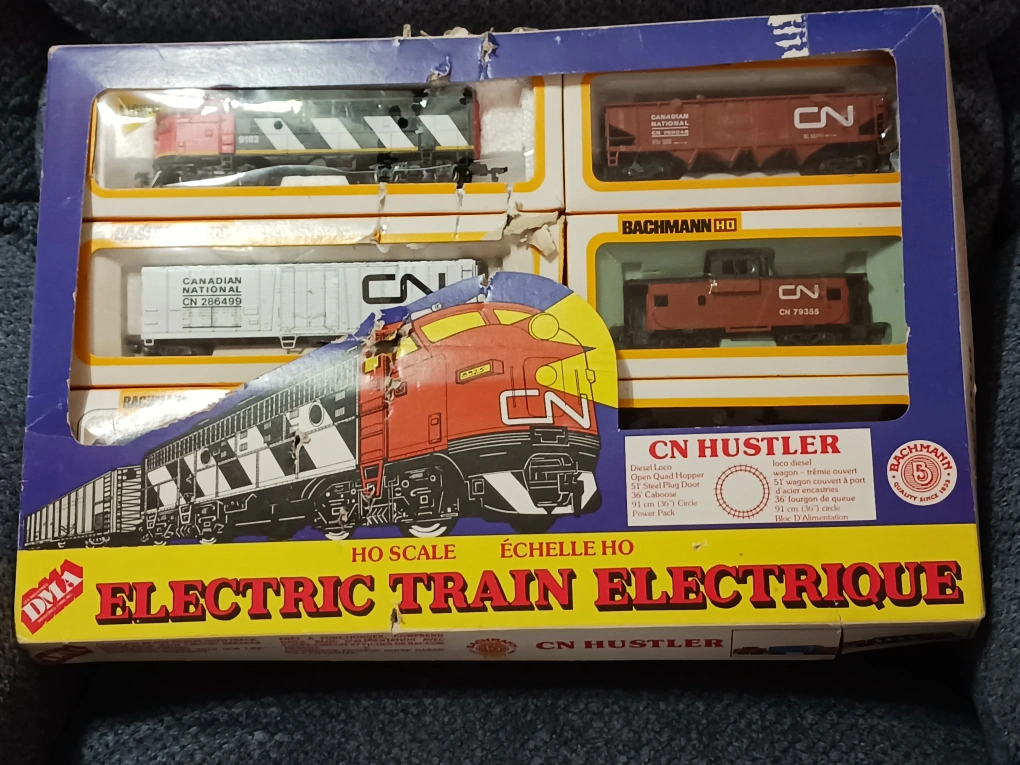 9162
CANADIAN
NATIONAL
CN
BACHMANN HO
CANADIAN
NATIONAL
CN 286499
CN
CN
CN 79355
BACHMANN
CN
CN HUSTLER
Diesel Loco
Open Quad Hopper
51' Steel Plug Door
36' Caboose
91 cm (36") Circle
Power Pack
loco diesel
wagon - trêmie ouvert
51' wagon couvert à port
d'acier encastries
36' fourgon de queue
91 cm (36") circle
Bloc D'Alimentation
BACHMANN
QUALITY SINCE 1833
HO SCALE ÉCHELLE HO
DMA
ELECTRIC TRAIN ELECTRIQUE
CN HUSTLER